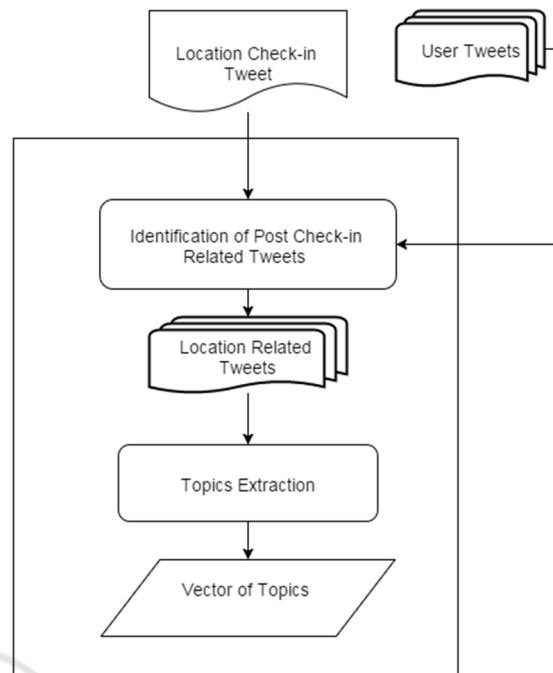 Location Check-in
Tweet
User Tweets
Identification of Post Check-in
Related Tweets
Location Related
Tweets
Topics Extraction
Vector of Topics